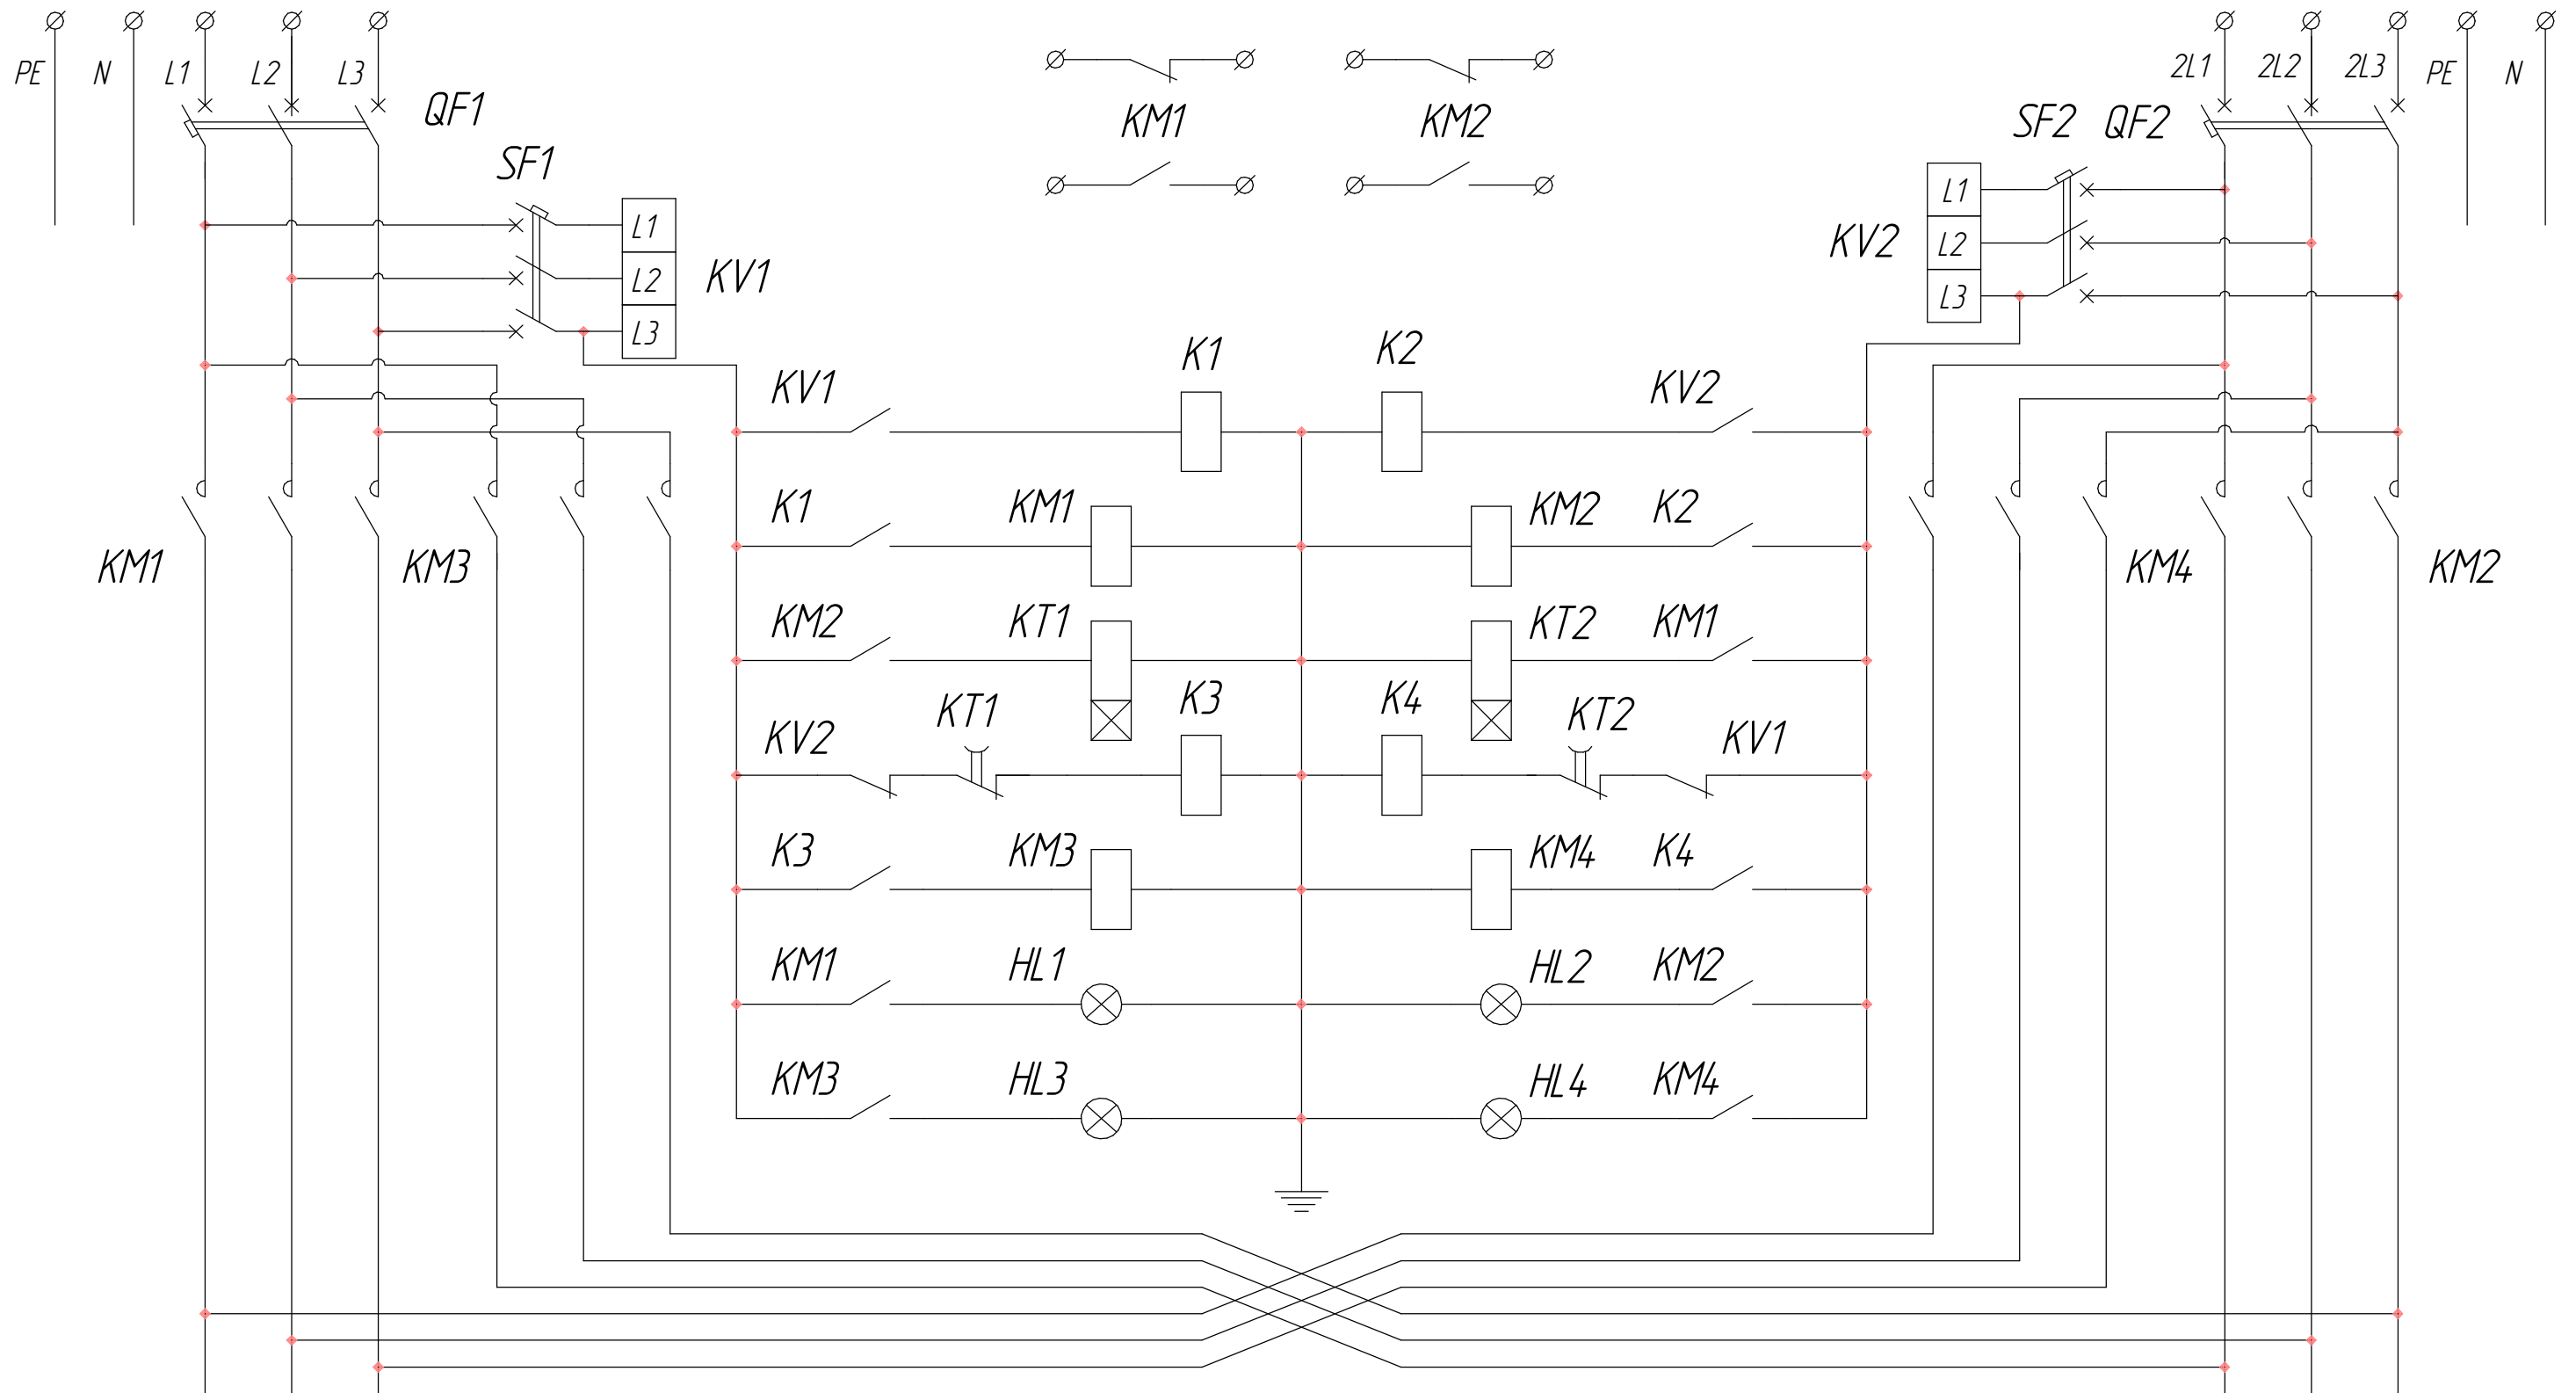 PE N L1 L2 L3 2L1 2L2 2L3 PE N
QF1 KM1 KM2 SF2 QF2
SF1
L1 L1
L2 KV1 KV2 L2
L3 L3
KV1 K1 K2 KV2
K1 KM1 KM2 K2
KM1 KM3 KM4 KM2
KM2 KT1 KT2 KM1
KV2 KT1 K3 K4 KT2 KV1
K3 KM3 KM4 K4
KM1 HL1 HL2 KM2
KM3 HL3 HL4 KM4